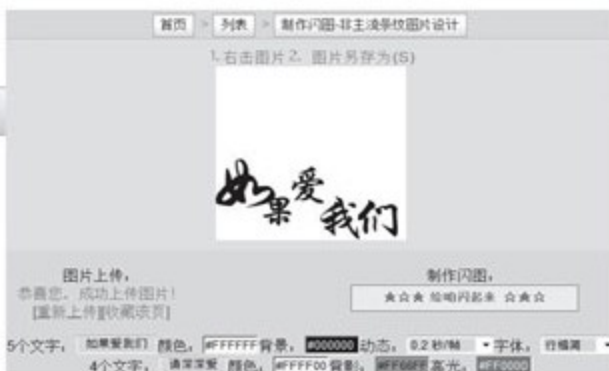 首页 > 列表 > 制作闪图-非主流条纹图片设计
1、右击图片2、图片另存为(S)
如果爱我们
图片上传，
恭喜您，成功上传图片！
[重新上传][收藏该页]
制作闪图，
★☆★ 给咱闪起来 ☆★☆
5个文字， 如果爱我们 颜色， #FFFFFF 背景， #000000 动态， 0.2 秒/帧 字体， 行楷简
4个文字， 请深深爱 颜色， #FFFF00 背影， #FF66FF 高光， #FF0000